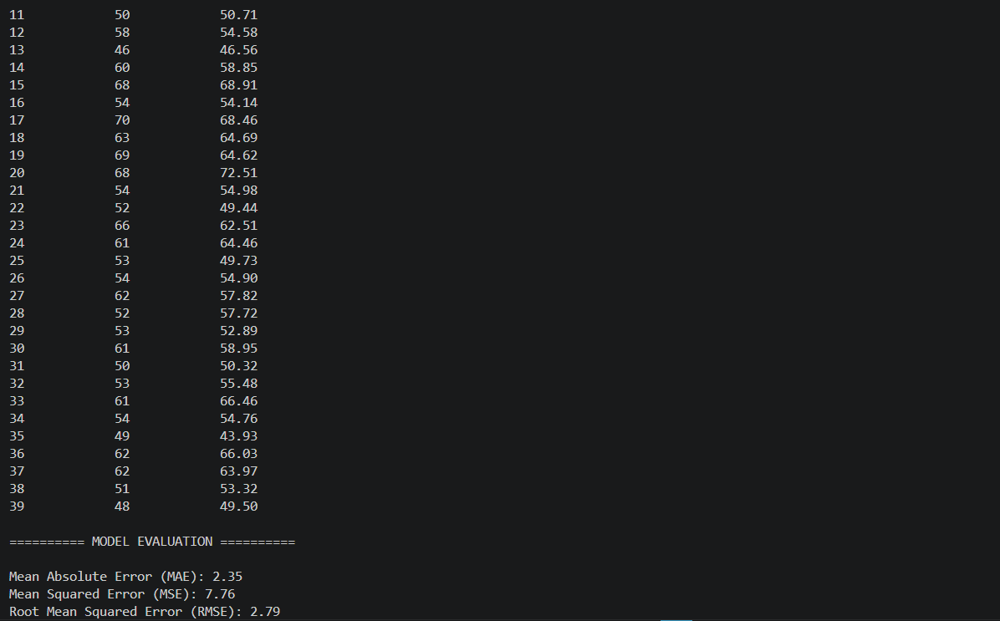 11 50 50.71
12 58 54.58
13 46 46.56
14 60 58.85
15 68 68.91
16 54 54.14
17 70 68.46
18 63 64.69
19 69 64.62
20 68 72.51
21 54 54.98
22 52 49.44
23 66 62.51
24 61 64.46
25 53 49.73
26 54 54.90
27 62 57.82
28 52 57.72
29 53 52.89
30 61 58.95
31 50 50.32
32 53 55.48
33 61 66.46
34 54 54.76
35 49 43.93
36 62 66.03
37 62 63.97
38 51 53.32
39 48 49.50
========== MODEL EVALUATION ==========
Mean Absolute Error (MAE): 2.35
Mean Squared Error (MSE): 7.76
Root Mean Squared Error (RMSE): 2.79